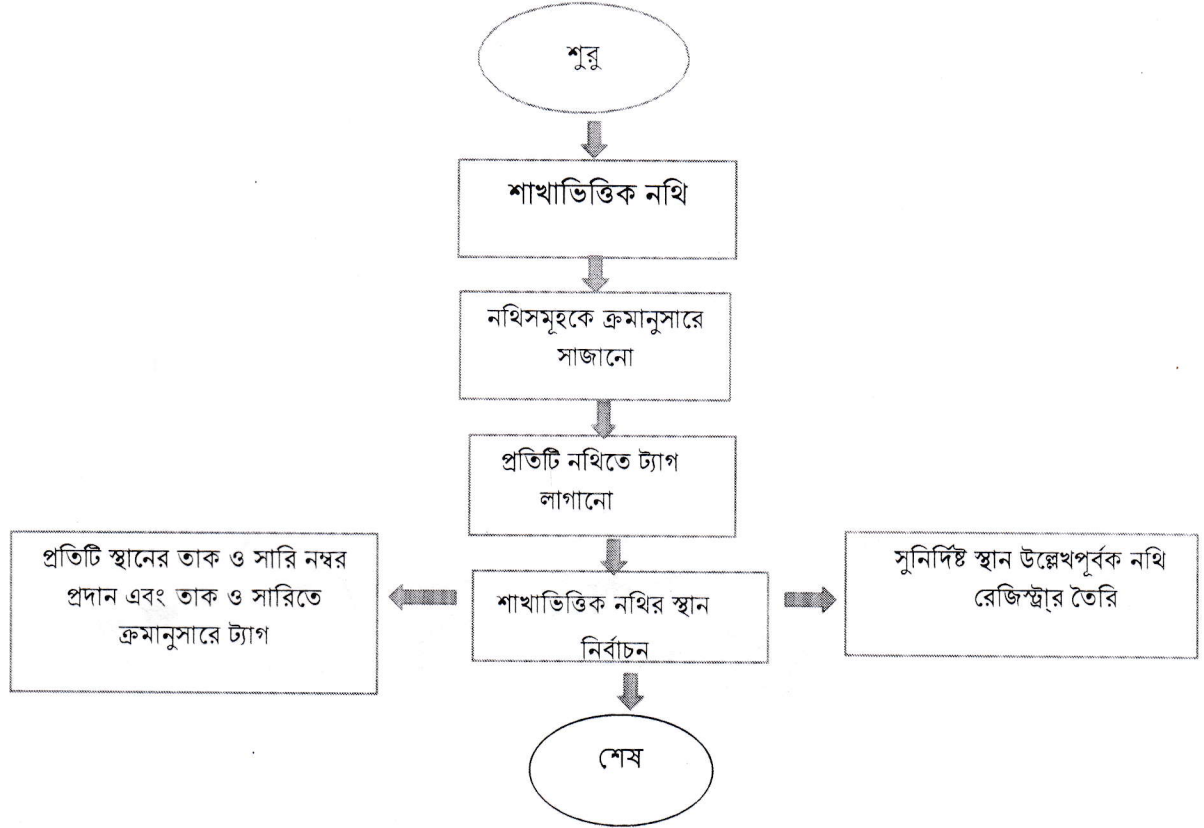 শুরু
শাখাভিত্তিক নথি
নথিসমূহকে ক্রমানুসারে
সাজানো
প্রতিটি নথিতে ট্যাগ
লাগানো
প্রতিটি স্থানের তাক ও সারি নম্বর
প্রদান এবং তাক ও সারিতে
ক্রমানুসারে ট্যাগ
শাখাভিত্তিক নথির স্থান
নির্বাচন
সুনির্দিষ্ট স্থান উল্লেখপূর্বক নথি
রেজিস্ট্রা্র তৈরি
শেষ